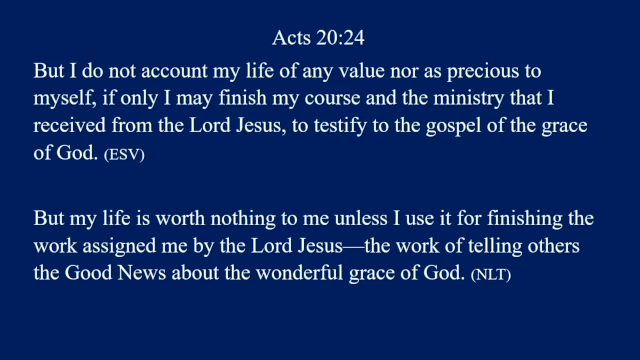 Acts 20:24
But I do not account my life of any value nor as precious to
myself, if only I may finish my course and the ministry that I
received from the Lord Jesus, to testify to the gospel of the grace
of God. (ESV)
But my life is worth nothing to me unless I use it for finishing the
work assigned me by the Lord Jesus—the work of telling others
the Good News about the wonderful grace of God. (NLT)